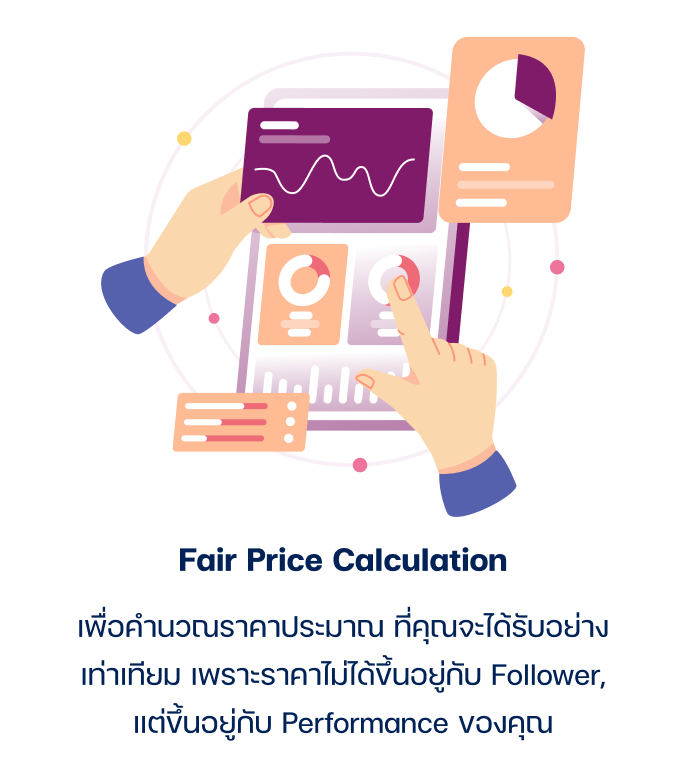 Fair Price Calculation
เพื่อคำนวณราคาประมาณ ที่คุณจะได้รับอย่าง
เท่าเทียม เพราะราคาไม่ได้ขึ้นอยู่กับ Follower,
แต่ขึ้นอยู่กับ Performance ของคุณ